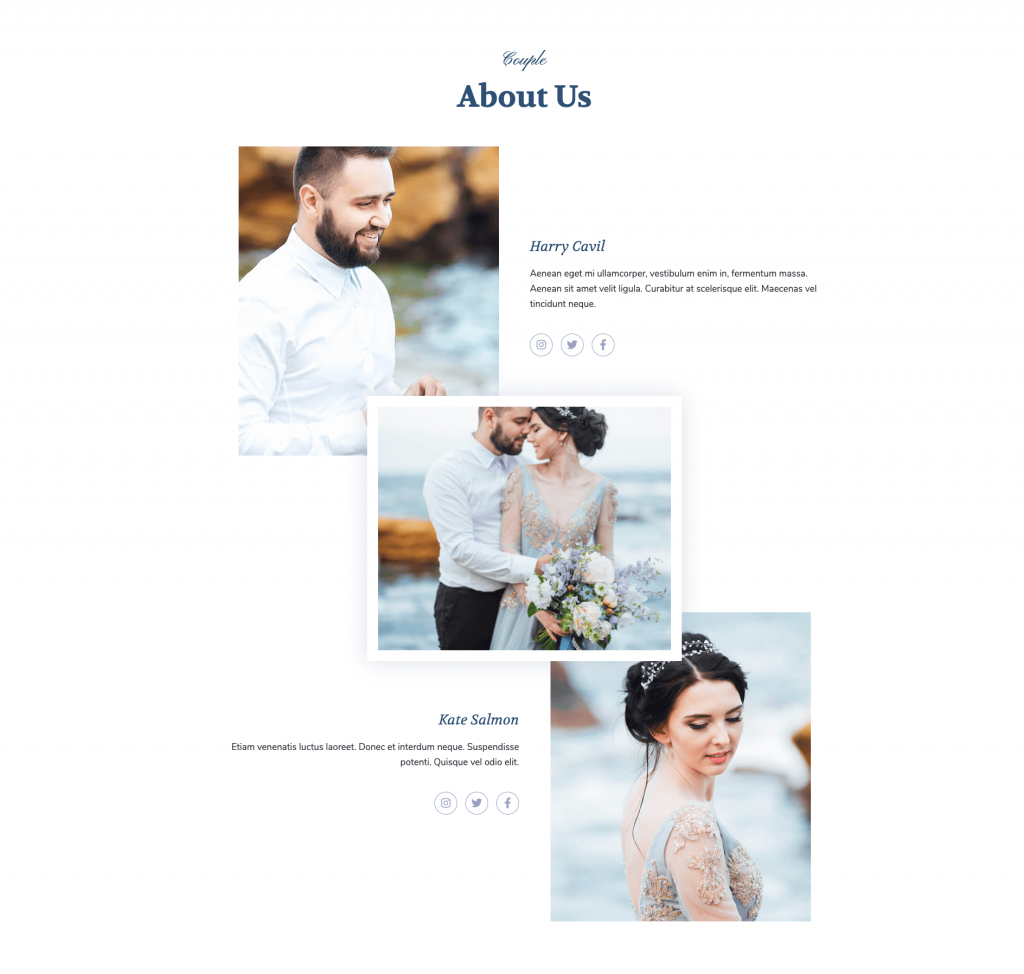 Couple
About Us
Harry Cavil
Aenean eget mi ullamcorper, vestibulum enim in, fermentum massa.
Aenean sit amet velit ligula. Curabitur at scelerisque elit. Maecenas vel
tincidunt neque.
Kate Salmon
Etiam venenatis luctus laoreet. Donec et interdum neque. Suspendisse
potenti. Quisque vel odio elit.